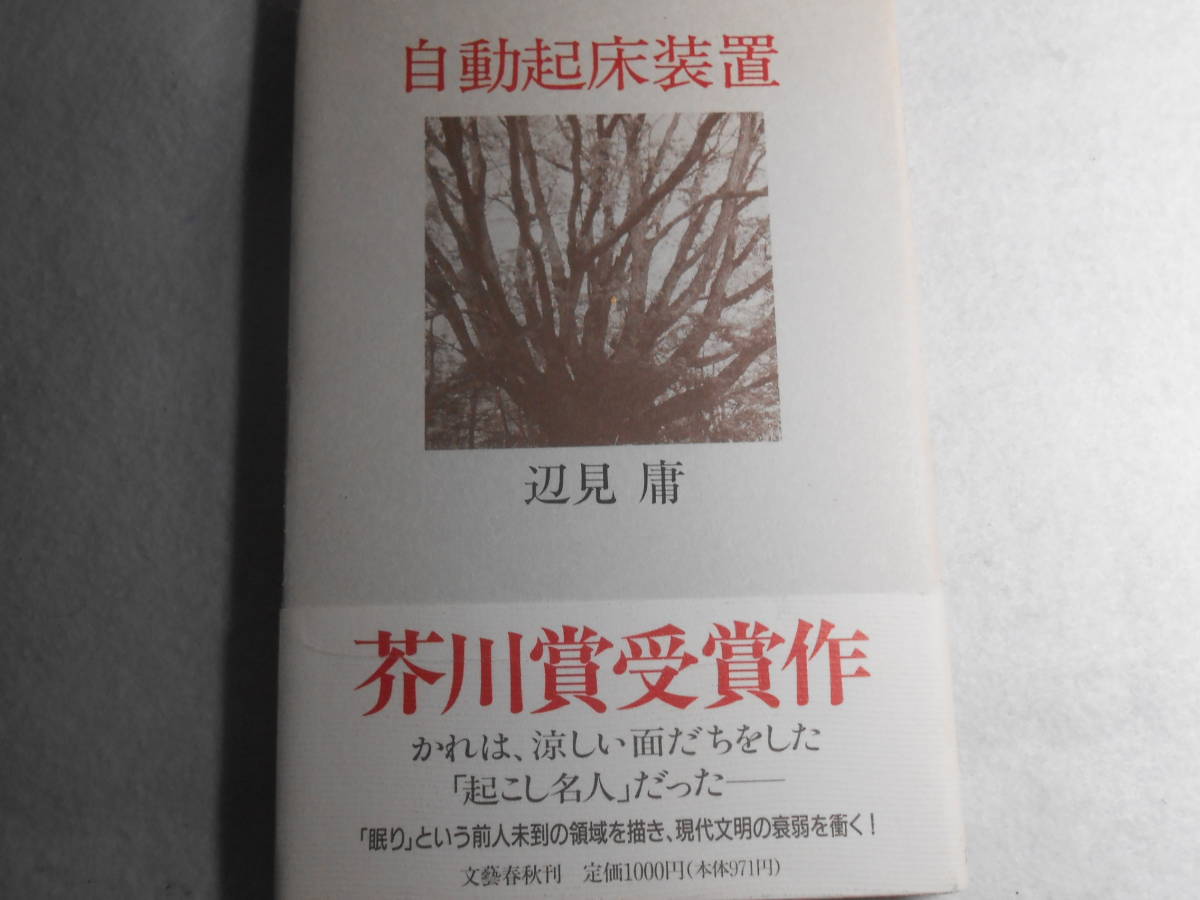 自動起床装置
辺見 庸
芥川賞受賞作
かれは、涼しい面だちをした
「起こし名人」だった――
「眠り」という前人未到の領域を描き、現代文明の衰弱を衝く!
文藝春秋刊 定価1000円(本体971円)